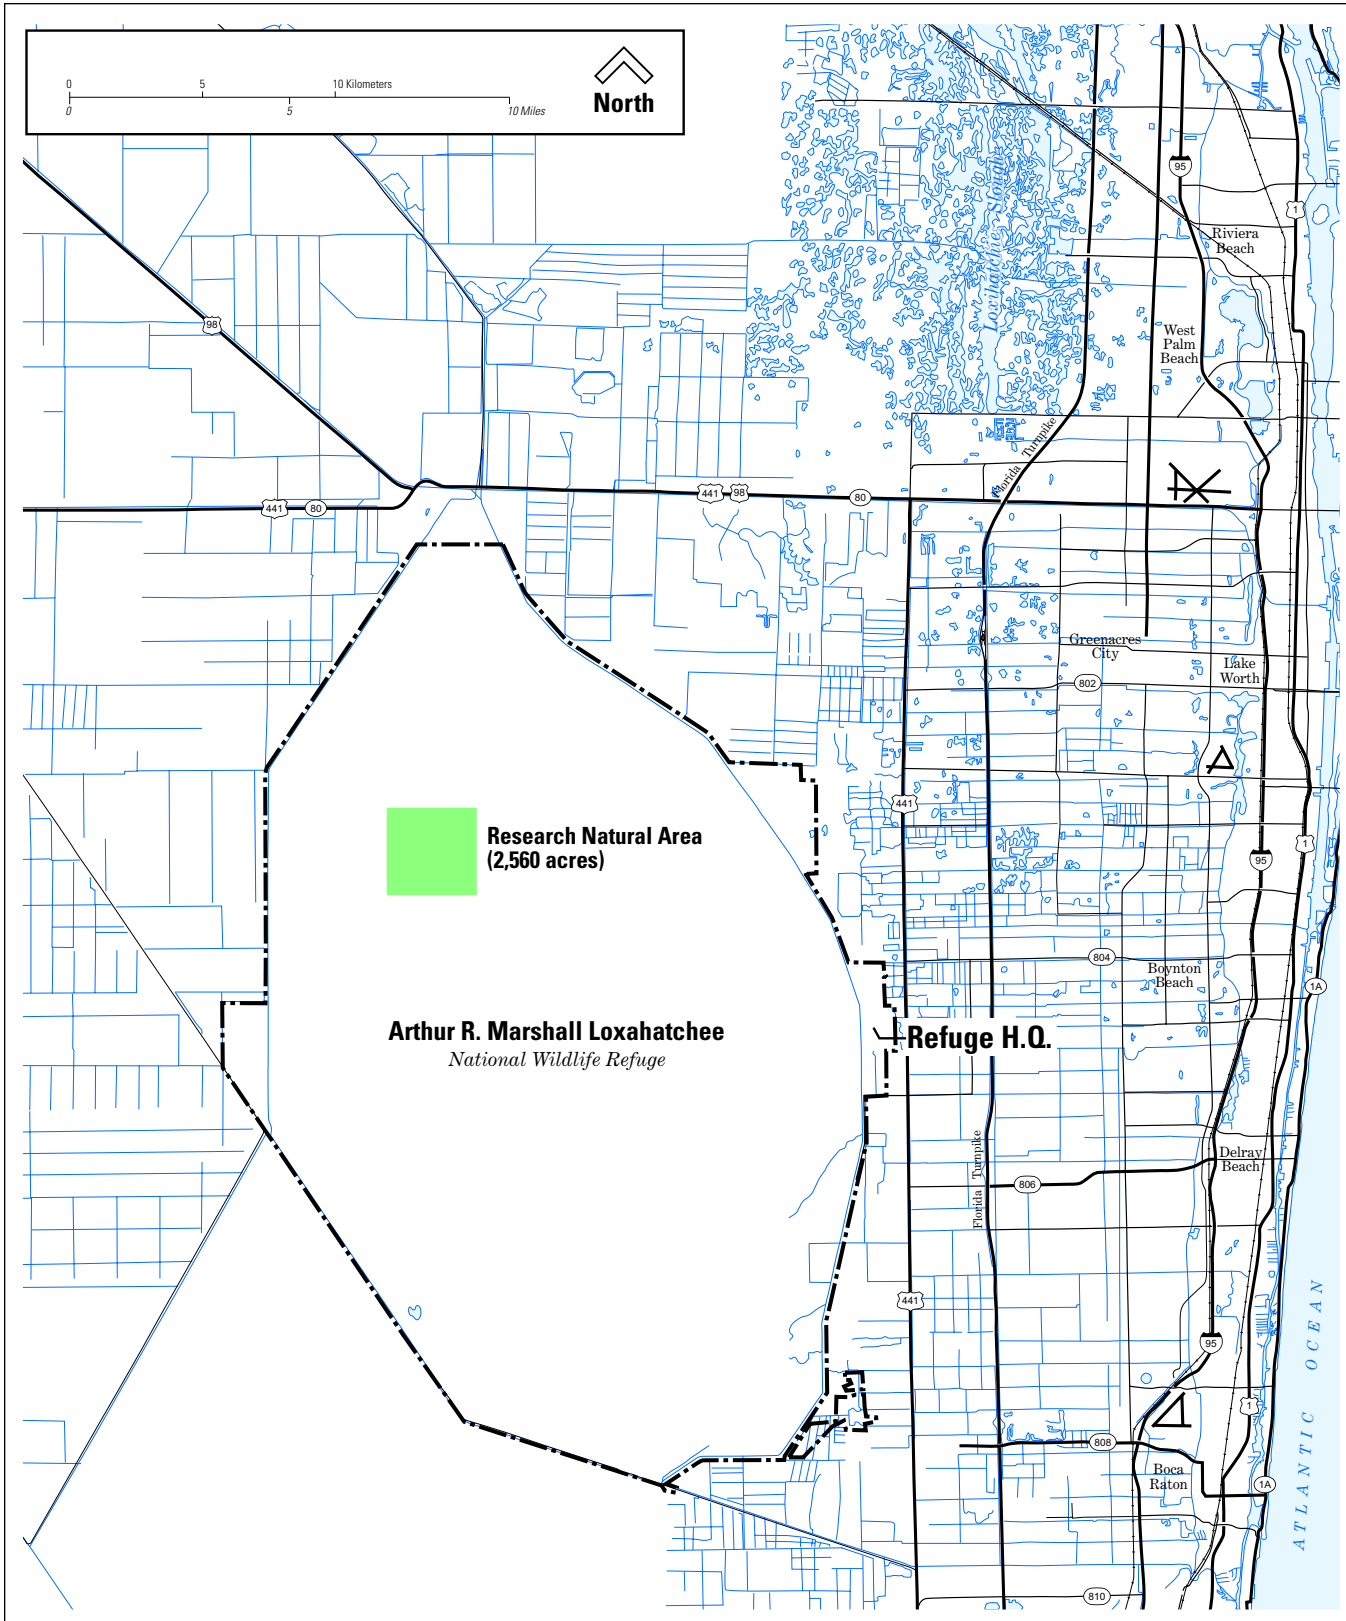 0
5
10 Kilometers
0
5
10 Miles
North
95
1
Riviera
Beach
Loxahatchee Slough
98
West
Palm
Beach
Florida Turnpike
441
98
80
441
80
Greenacres
City
Lake
Worth
802
441
Research Natural Area
(2,560 acres)
95
1
804
Boynton
Beach
1A
Arthur R. Marshall Loxahatchee
National Wildlife Refuge
Refuge H.Q.
Florida Turnpike
Delray
Beach
806
441
95
ATLANTIC OCEAN
1
808
Boca
Raton
1A
810